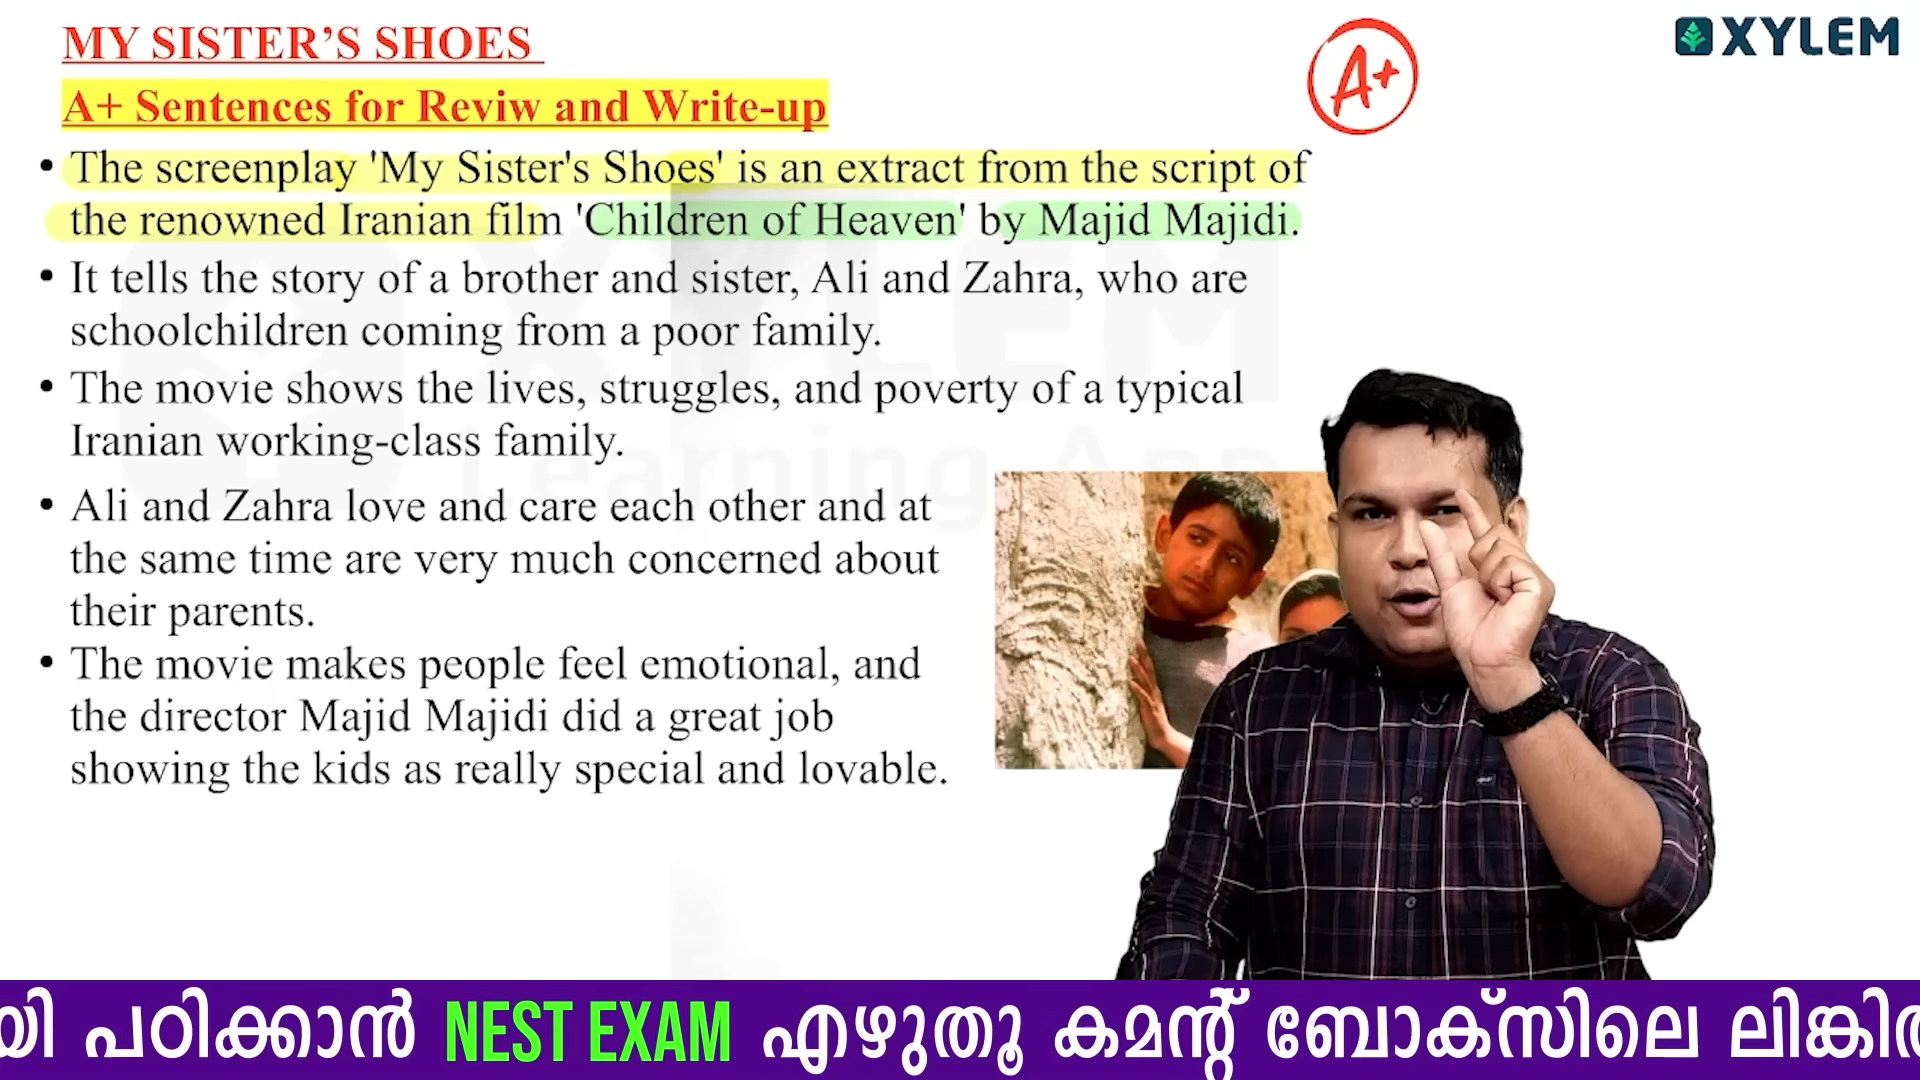 MY SISTER’S SHOES
A+
XYLEM
A+ Sentences for Reviw and Write-up
• The screenplay 'My Sister's Shoes' is an extract from the script of
the renowned Iranian film 'Children of Heaven' by Majid Majidi.
• It tells the story of a brother and sister, Ali and Zahra, who are
schoolchildren coming from a poor family.
• The movie shows the lives, struggles, and poverty of a typical
Iranian working-class family.
• Ali and Zahra love and care each other and at
the same time are very much concerned about
their parents.
• The movie makes people feel emotional, and
the director Majid Majidi did a great job
showing the kids as really special and lovable.
XYLEM
Learning App
പഠിക്കാൻ NEST EXAM എഴുതൂ കമന്റ് ബോക്സിലെ